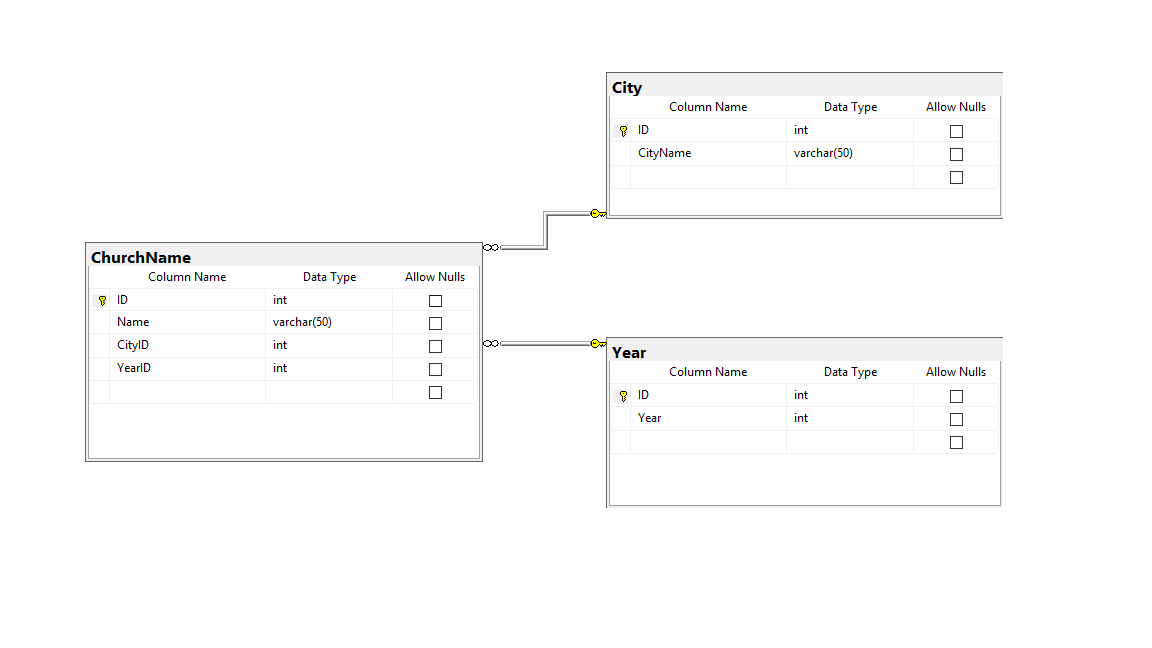 City
Column Name Data Type Allow Nulls
ID int
CityName varchar(50)
ChurchName
Column Name Data Type Allow Nulls
ID int
Name varchar(50)
CityID int
YearID int
Year
Column Name Data Type Allow Nulls
ID int
Year int